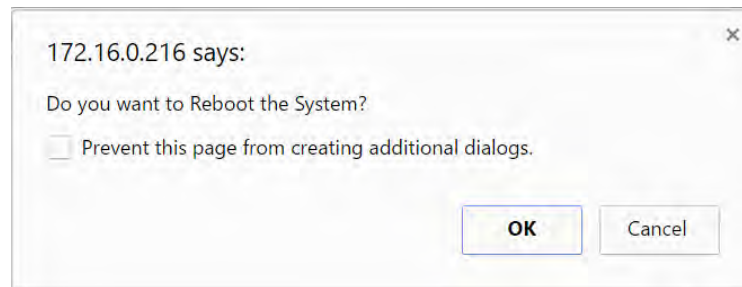 172.16.0.216 says:
Do you want to Reboot the System?
Prevent this page from creating additional dialogs.
OK Cancel